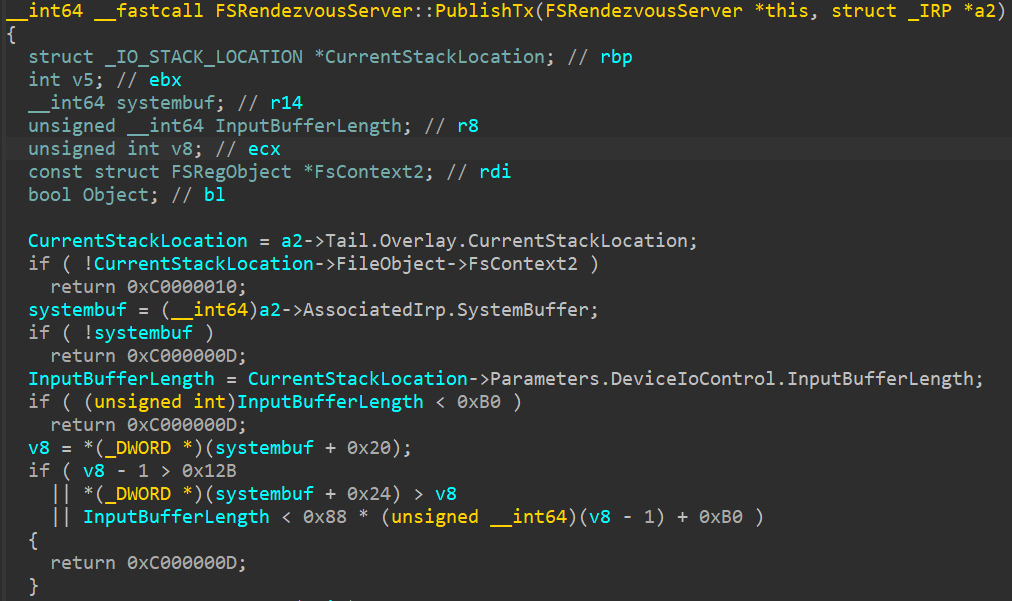 __int64 __fastcall FSRendezvousServer::PublishTx(FSRendezvousServer *this, struct _IRP *a2)
{
struct _IO_STACK_LOCATION *CurrentStackLocation; // rbp
int v5; // ebx
__int64 systembuf; // r14
unsigned __int64 InputBufferLength; // r8
unsigned int v8; // ecx
const struct FSRegObject *FsContext2; // rdi
bool Object; // bl
CurrentStackLocation = a2->Tail.Overlay.CurrentStackLocation;
if ( !CurrentStackLocation->FileObject->FsContext2 )
return 0xC0000010;
systembuf = (__int64)a2->AssociatedIrp.SystemBuffer;
if ( !systembuf )
return 0xC000000D;
InputBufferLength = CurrentStackLocation->Parameters.DeviceIoControl.InputBufferLength;
if ( (unsigned int)InputBufferLength < 0xB0 )
return 0xC000000D;
v8 = *(_DWORD *)(systembuf + 0x20);
if ( v8 - 1 > 0x12B
|| *(_DWORD *)(systembuf + 0x24) > v8
|| InputBufferLength < 0x88 * (unsigned __int64)(v8 - 1) + 0xB0 )
{
return 0xC000000D;
}